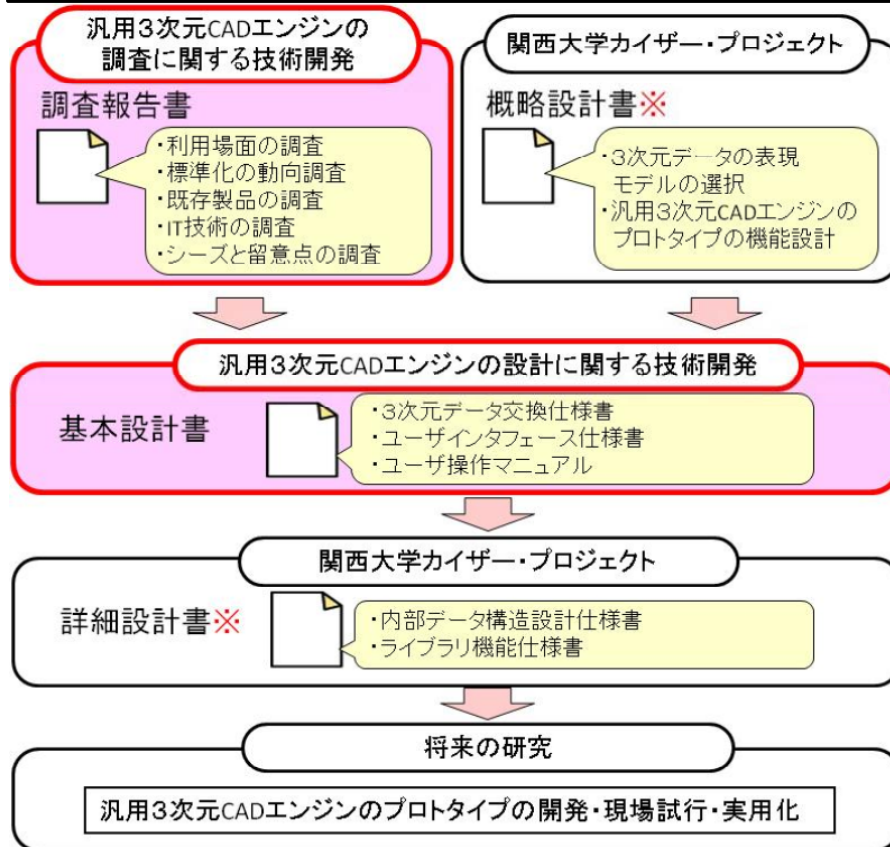 汎用３次元CADエンジンの
調査に関する技術開発
調査報告書
・利用場面の調査
・標準化の動向調査
・既存製品の調査
・IT技術の調査
・シーズと留意点の調査
関西大学カイザー・プロジェクト
概略設計書※
・３次元データの表現
モデルの選択
・汎用３次元CADエンジンの
プロトタイプの機能設計
汎用３次元CADエンジンの設計に関する技術開発
基本設計書
・３次元データ交換仕様書
・ユーザインタフェース仕様書
・ユーザ操作マニュアル
関西大学カイザー・プロジェクト
詳細設計書※
・内部データ構造設計仕様書
・ライブラリ機能仕様書
将来の研究
汎用３次元CADエンジンのプロトタイプの開発・現場試行・実用化